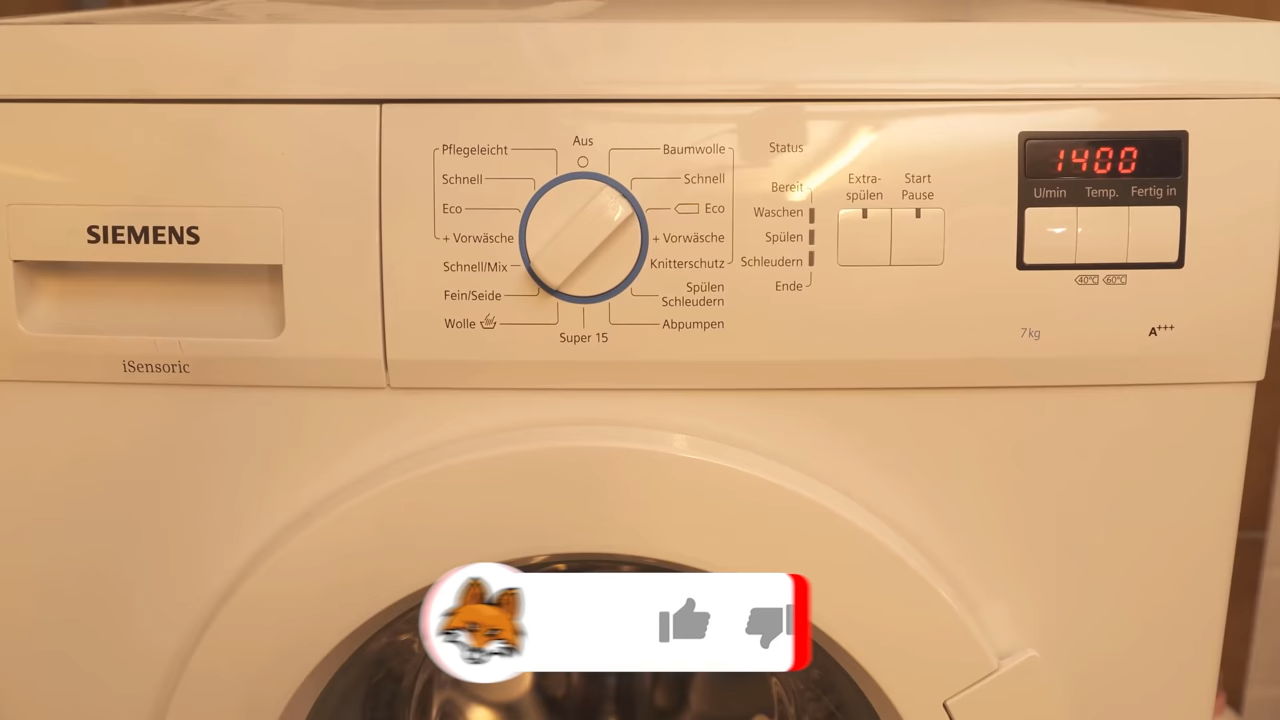 SIEMENS
iSensoric
Aus
Pflegeleicht
Schnell
Eco
+ Vorwäsche
Schnell/Mix
Fein/Seide
Wolle
Super 15
Baumwolle
Schnell
Eco
+ Vorwäsche
Knitterschutz
Spülen
Schleudern
Abpumpen
Status
Bereit
Waschen
Spülen
Schleudern
Ende
Extra-
spülen
Start
Pause
1400
U/min Temp. Fertig in
40°C 60°C
7 kg
A+++